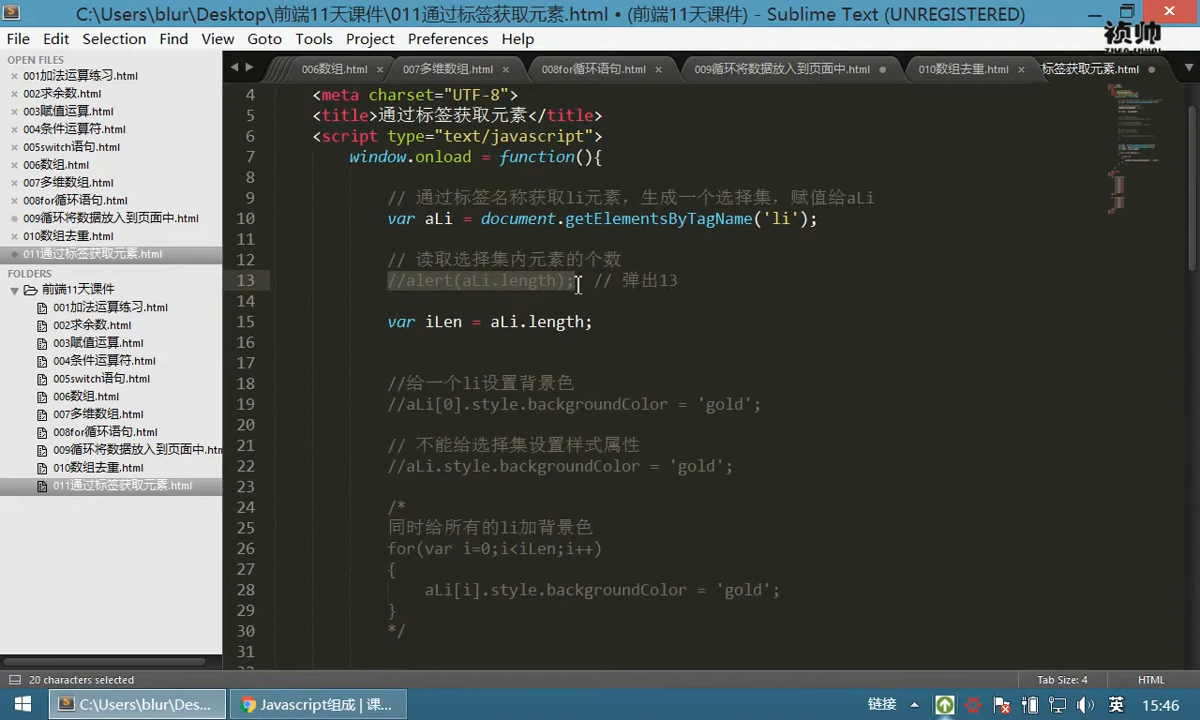 C:\Users\blur\Desktop\前端11天课件\011通过标签获取元素.html • (前端11天课件) - Sublime Text (UNREGISTERED)
祯帅
File Edit Selection Find View Goto Tools Project Preferences Help
OPEN FILES
001加法运算练习.html
002求余数.html
003赋值运算.html
004条件运算符.html
005switch语句.html
006数组.html
007多维数组.html
008for循环语句.html
009循环将数据放入到页面中.html
010数组去重.html
011通过标签获取元素.html
FOLDERS
前端11天课件
001加法运算练习.html
002求余数.html
003赋值运算.html
004条件运算符.html
005switch语句.html
006数组.html
007多维数组.html
008for循环语句.html
009循环将数据放入到页面中.htm
010数组去重.html
011通过标签获取元素.html
006数组.html 007多维数组.html 008for循环语句.html 009循环将数据放入到页面中.html 010数组去重.html 标签获取元素.html
4 <meta charset="UTF-8">
5 <title>通过标签获取元素</title>
6 <script type="text/javascript">
7 window.onload = function(){
8
9 // 通过标签名称获取li元素，生成一个选择集，赋值给aLi
10 var aLi = document.getElementsByTagName('li');
11
12 // 读取选择集内元素的个数
13 //alert(aLi.length); // 弹出13
14
15 var iLen = aLi.length;
16
17
18 //给一个li设置背景色
19 //aLi[0].style.backgroundColor = 'gold';
20
21 // 不能给选择集设置样式属性
22 //aLi.style.backgroundColor = 'gold';
23
24 /*
25 同时给所有的li加背景色
26 for(var i=0;i<iLen;i++)
27 {
28 aLi[i].style.backgroundColor = 'gold';
29 }
30 */
31
20 characters selected Tab Size: 4 HTML
C:\Users\blur\Des... Javascript组成 | 课... 链接 英 15:46